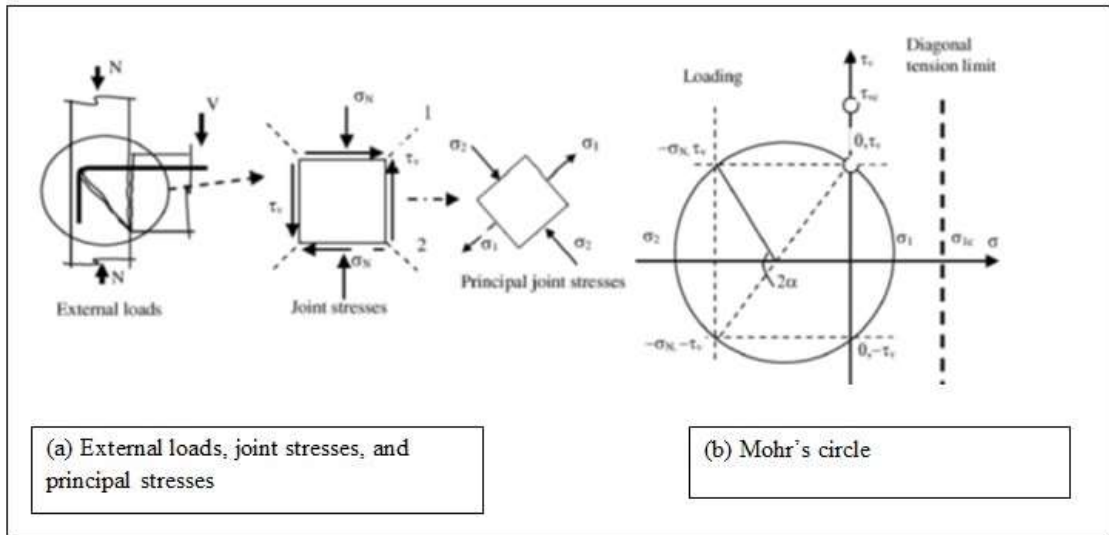 N
V
N
External loads
σN
1
τv
τv
2
σN
Joint stresses
σ2
σ1
σ1
σ2
Principal joint stresses
Loading
Diagonal
tension limit
τv
τvc
−σN, τv
0,τv
σ2
σ1
σ1c
σ
2α
−σN,−τv
0,−τv
(a) External loads, joint stresses, and
principal stresses
(b) Mohr’s circle